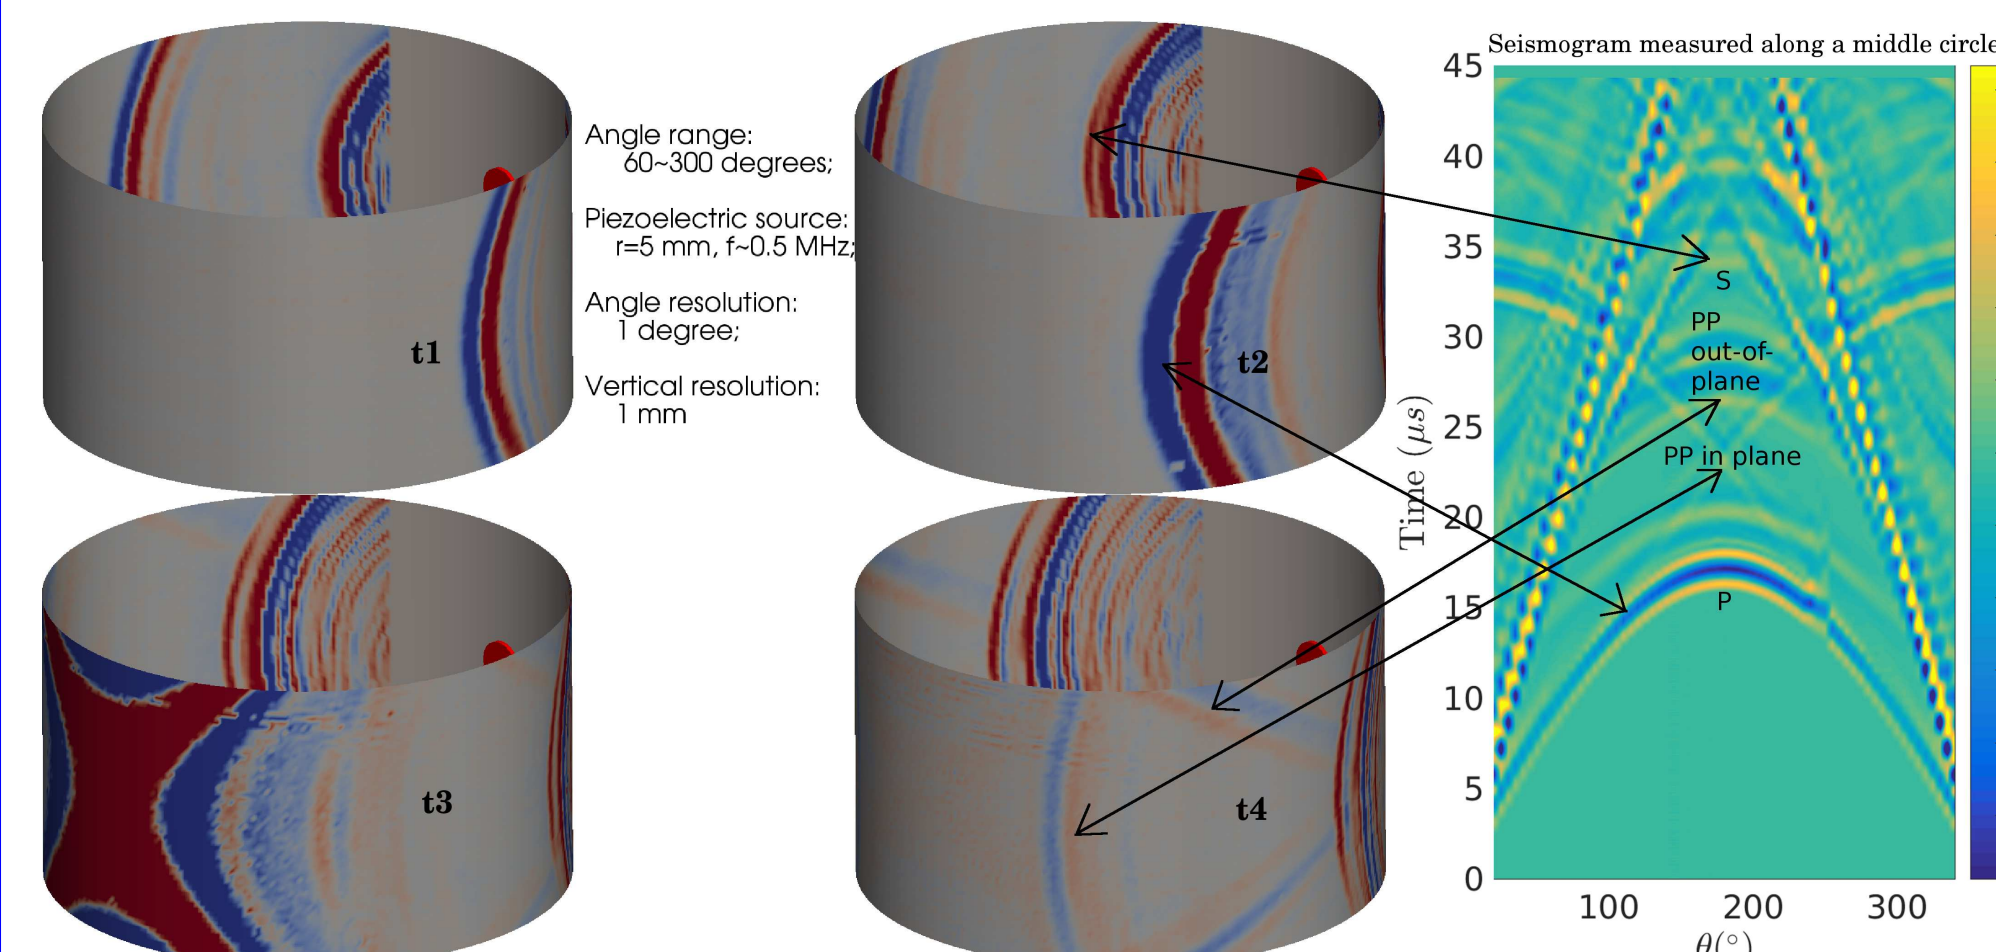 Angle range:
60~300 degrees;
Piezoelectric source:
r=5 mm, f~0.5 MHz;
Angle resolution:
1 degree;
Vertical resolution:
1 mm
t1
t2
t3
t4
Seismogram measured along a middle circle
45
40
35
30
25
20
15
10
5
0
Time (μs)
S
PP
out-of-
plane
PP in plane
P
100
200
300
θ(°)